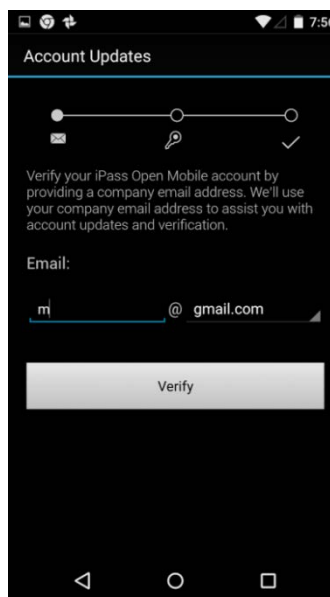 7:56
Account Updates
Verify your iPass Open Mobile account by
providing a company email address. We'll use
your company email address to assist you with
account updates and verification.
Email:
m @ gmail.com
Verify